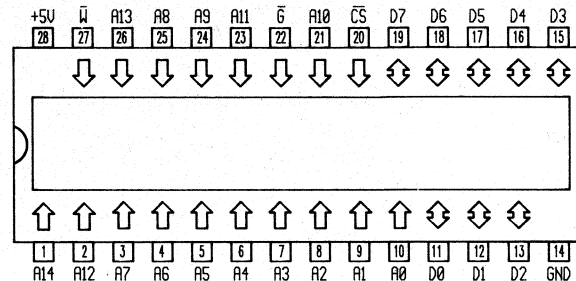 +5V W̅ A13 A8 A9 A11 G̅ A10 C̅S̅ D7 D6 D5 D4 D3
28 27 26 25 24 23 22 21 20 19 18 17 16 15
1 2 3 4 5 6 7 8 9 10 11 12 13 14
A14 A12 A7 A6 A5 A4 A3 A2 A1 A0 D0 D1 D2 GND